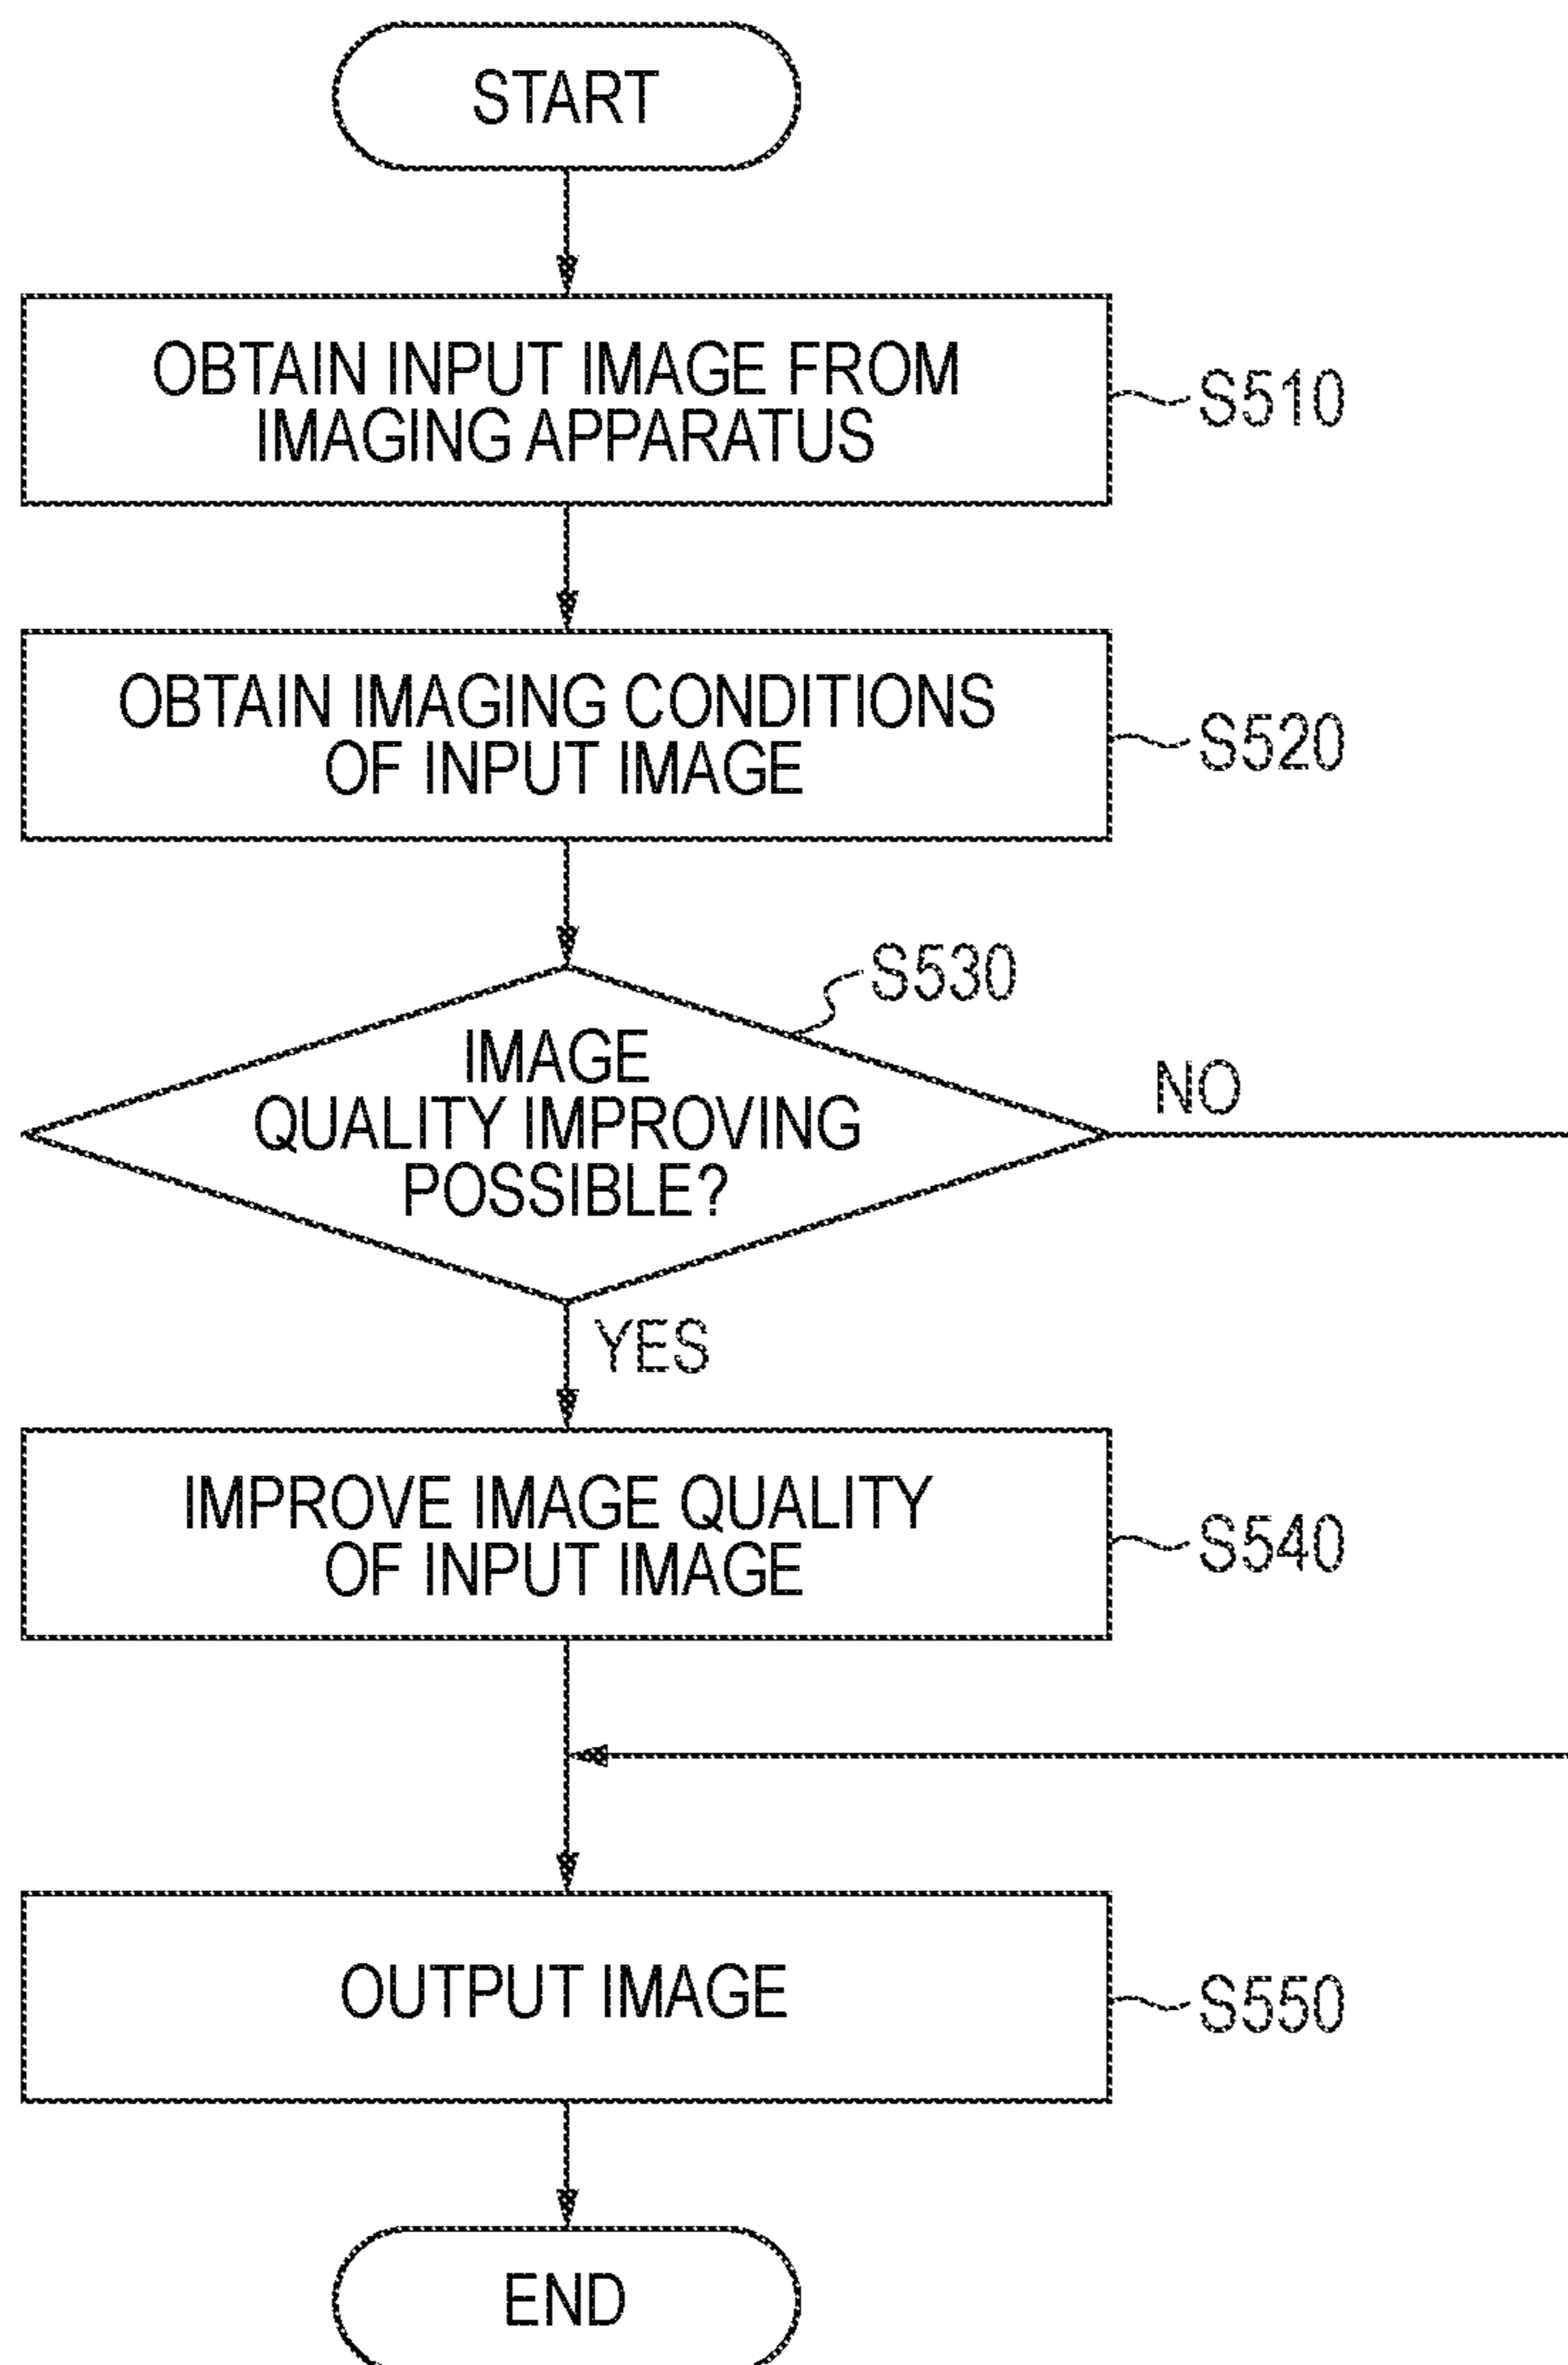 START
OBTAIN INPUT IMAGE FROM
IMAGING APPARATUS
S510
OBTAIN IMAGING CONDITIONS
OF INPUT IMAGE
S520
S530
IMAGE
QUALITY IMPROVING
POSSIBLE?
NO
YES
IMPROVE IMAGE QUALITY
OF INPUT IMAGE
S540
OUTPUT IMAGE
S550
END